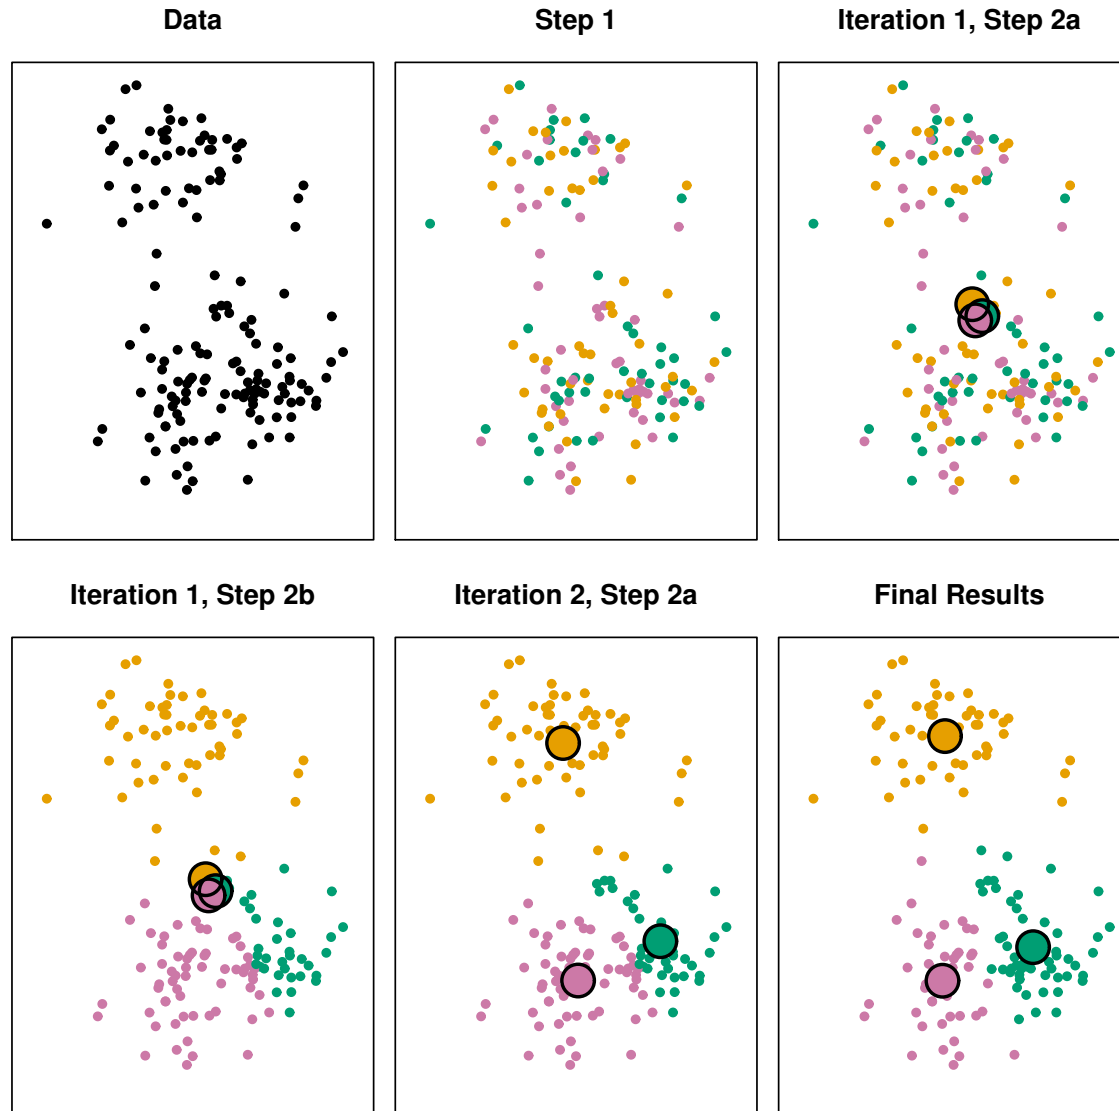 Data
Step 1
Iteration 1, Step 2a
Iteration 1, Step 2b
Iteration 2, Step 2a
Final Results